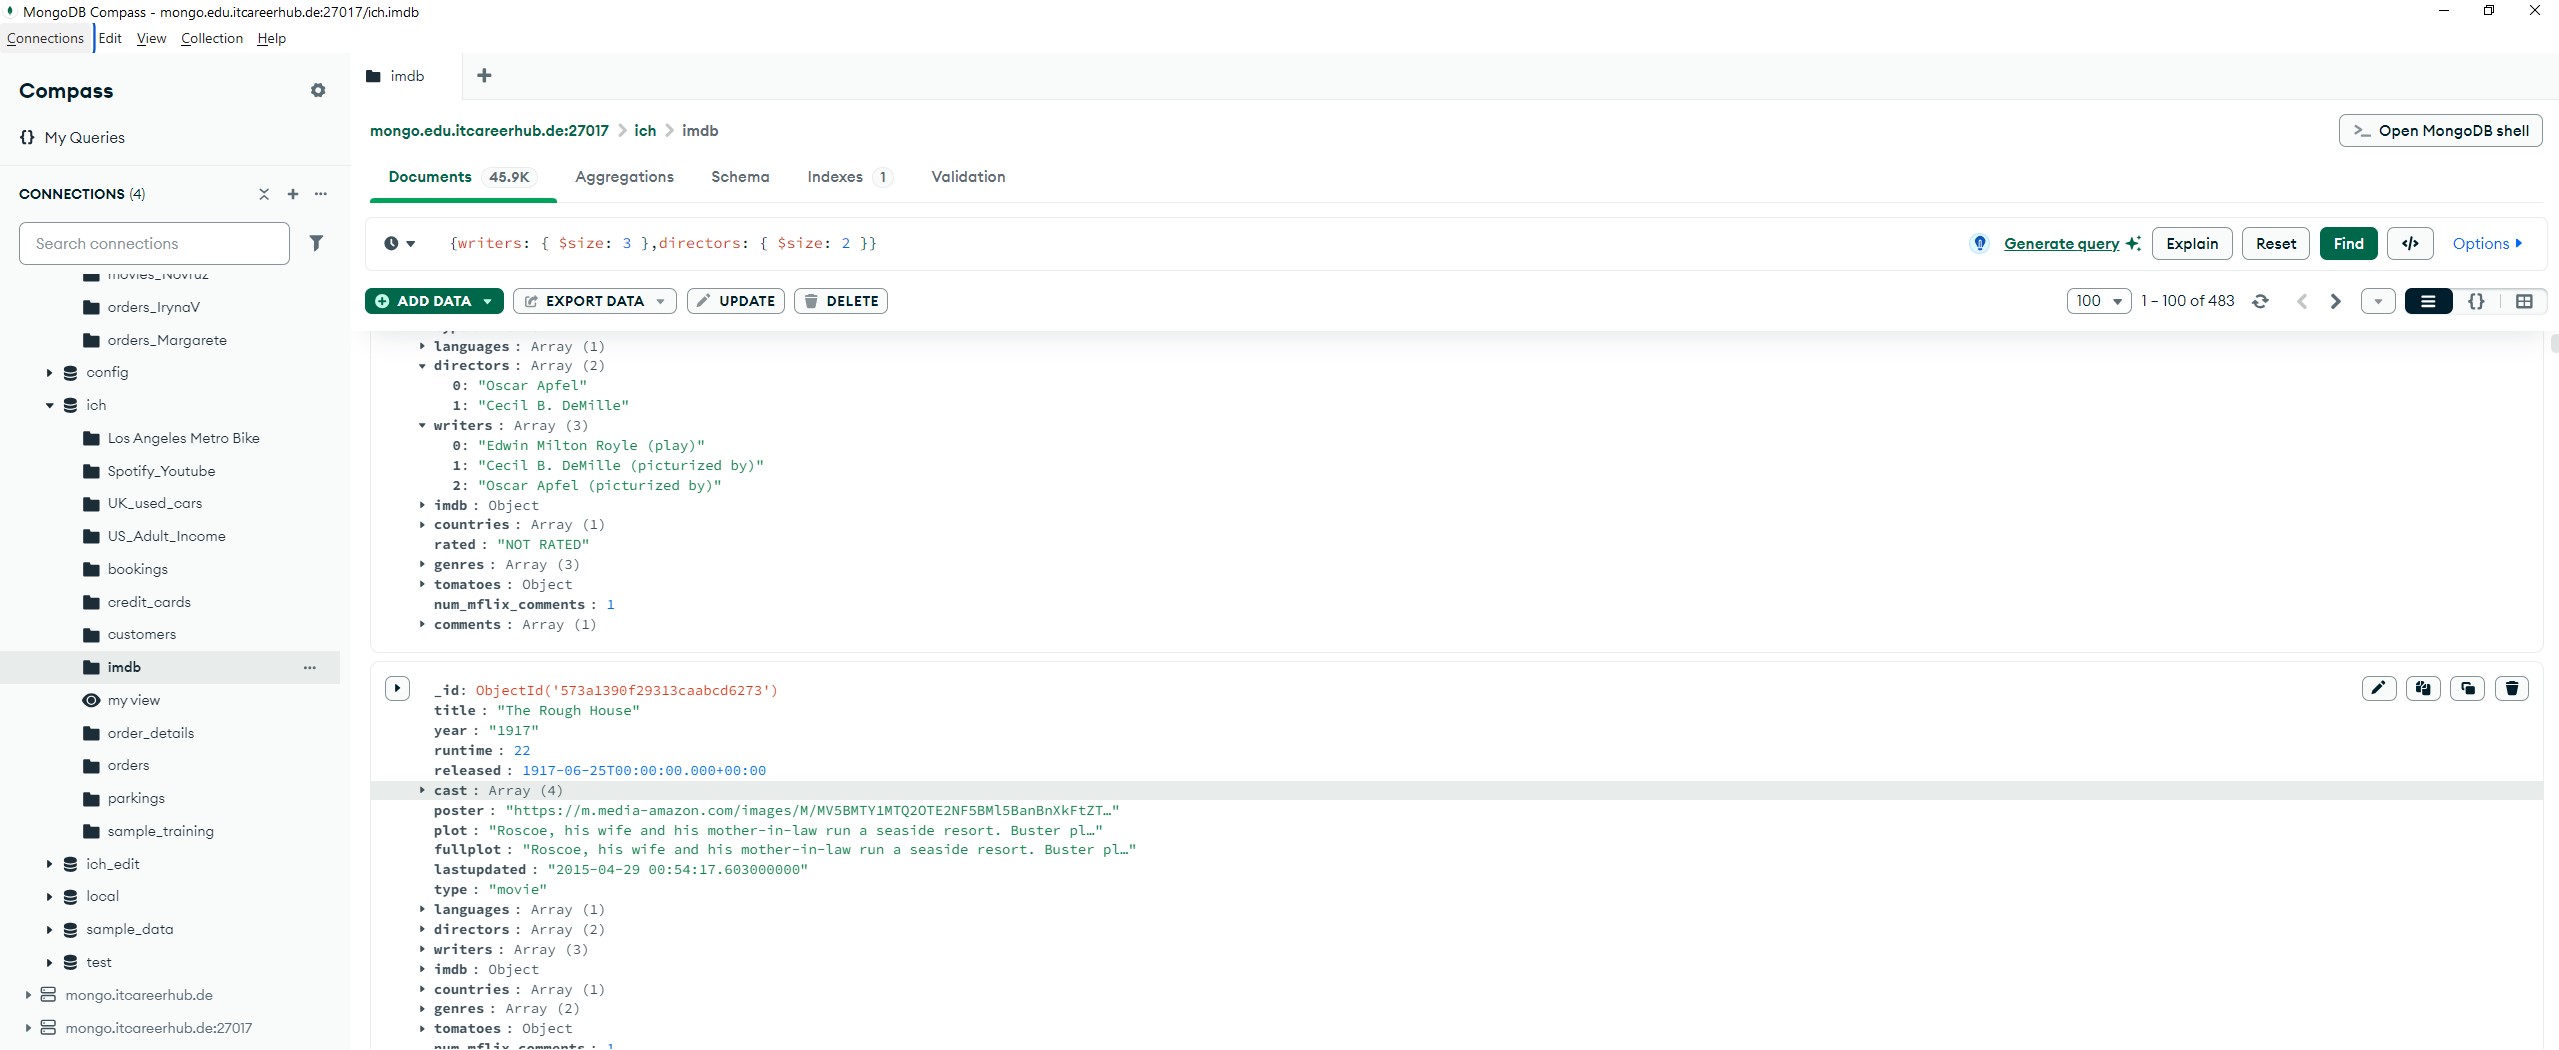 MongoDB Compass - mongo.edu.itcareerhub.de:27017/ich.imdb
Connections Edit View Collection Help
Compass
My Queries
CONNECTIONS (4)
Search connections
movies_Novruz
orders_IrynaV
orders_Margarete
config
ich
Los Angeles Metro Bike
Spotify_Youtube
UK_used_cars
US_Adult_Income
bookings
credit_cards
customers
imdb
my view
order_details
orders
parkings
sample_training
ich_edit
local
sample_data
test
mongo.itcareerhub.de
mongo.itcareerhub.de:27017
imdb
mongo.edu.itcareerhub.de:27017 > ich > imdb
>_ Open MongoDB shell
Documents 45.9K Aggregations Schema Indexes 1 Validation
{writers: { $size: 3 },directors: { $size: 2 }}
Generate query Explain Reset Find </> Options
ADD DATA EXPORT DATA UPDATE DELETE
100 1 – 100 of 483 {}
languages : Array (1)
directors : Array (2)
0: "Oscar Apfel"
1: "Cecil B. DeMille"
writers : Array (3)
0: "Edwin Milton Royle (play)"
1: "Cecil B. DeMille (picturized by)"
2: "Oscar Apfel (picturized by)"
imdb : Object
countries : Array (1)
rated : "NOT RATED"
genres : Array (3)
tomatoes : Object
num_mflix_comments : 1
comments : Array (1)
_id: ObjectId('573a1390f29313caabcd6273')
title : "The Rough House"
year : "1917"
runtime : 22
released : 1917-06-25T00:00:00.000+00:00
cast : Array (4)
poster : "https://m.media-amazon.com/images/M/MV5BMTY1MTQ2OTE2NF5BMl5BanBnXkFtZT…"
plot : "Roscoe, his wife and his mother-in-law run a seaside resort. Buster pl…"
fullplot : "Roscoe, his wife and his mother-in-law run a seaside resort. Buster pl…"
lastupdated : "2015-04-29 00:54:17.603000000"
type : "movie"
languages : Array (1)
directors : Array (2)
writers : Array (3)
imdb : Object
countries : Array (1)
genres : Array (2)
tomatoes : Object
num_mflix_comments : 1